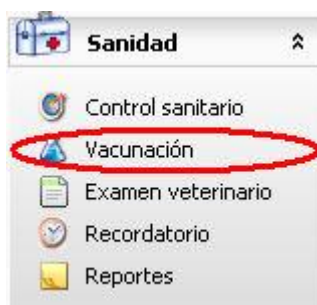 Sanidad
Control sanitario
Vacunación
Examen veterinario
Recordatorio
Reportes